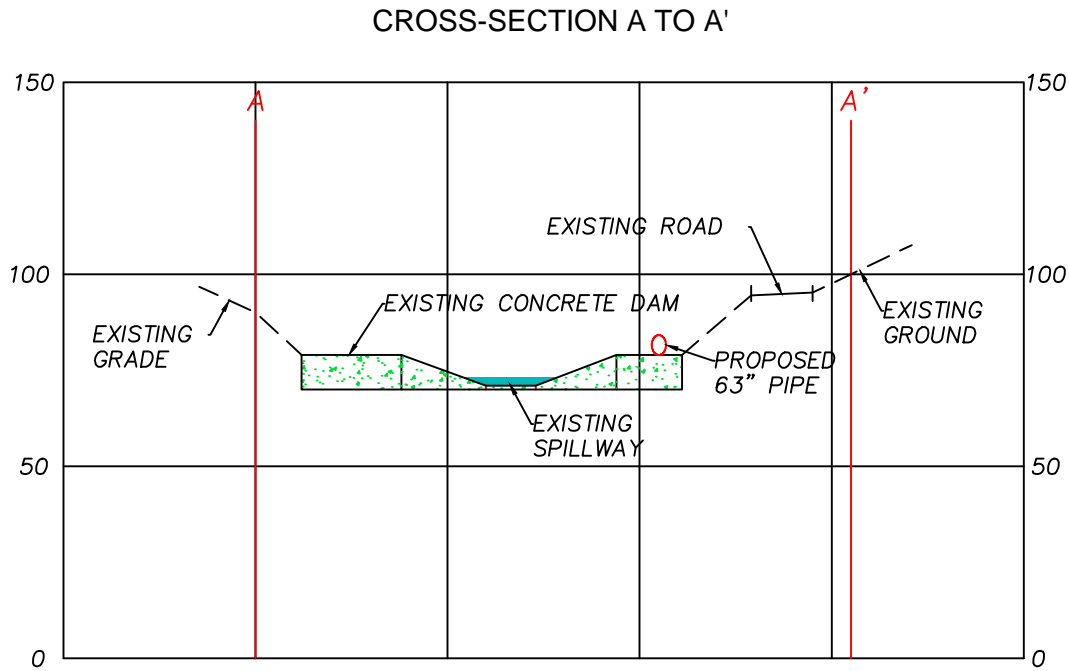 CROSS-SECTION A TO A'
150
150
A
A'
EXISTING ROAD
100
100
EXISTING CONCRETE DAM
EXISTING
GRADE
EXISTING
GROUND
PROPOSED
63" PIPE
EXISTING
SPILLWAY
50
50
0
0